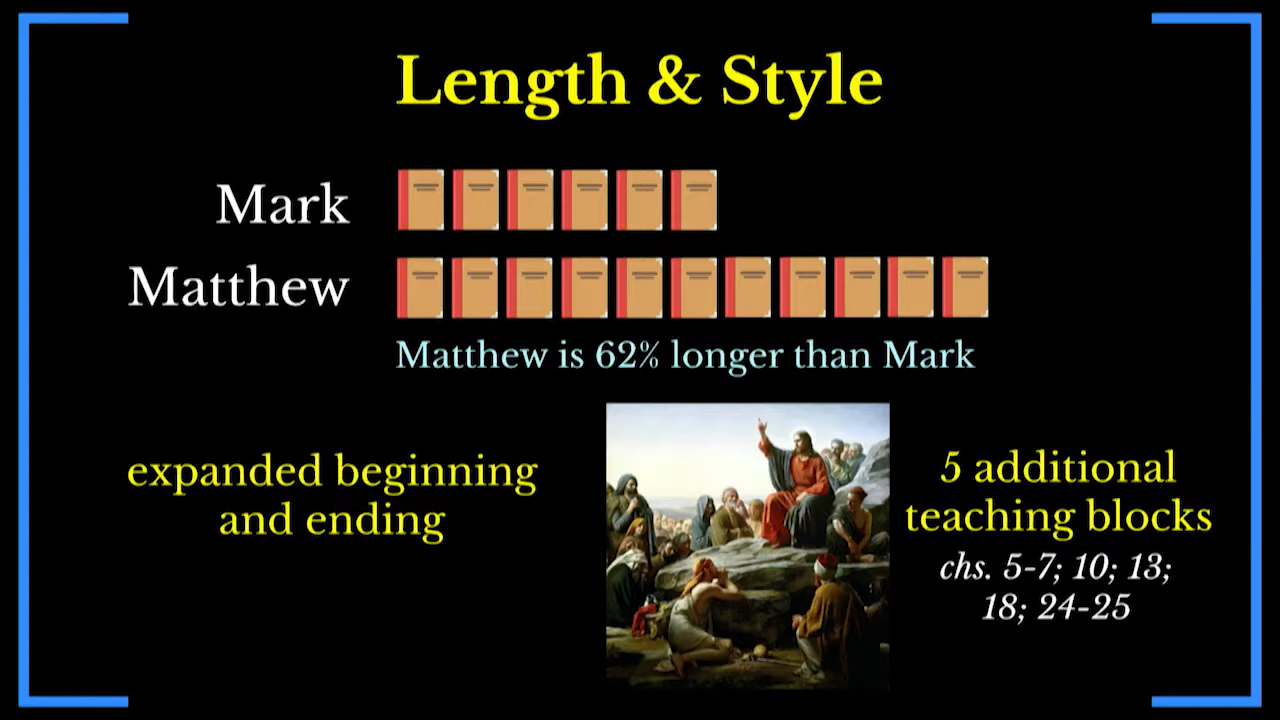 Length & Style
Mark
Matthew
Matthew is 62% longer than Mark
expanded beginning
and ending
5 additional
teaching blocks
chs. 5-7; 10; 13;
18; 24-25